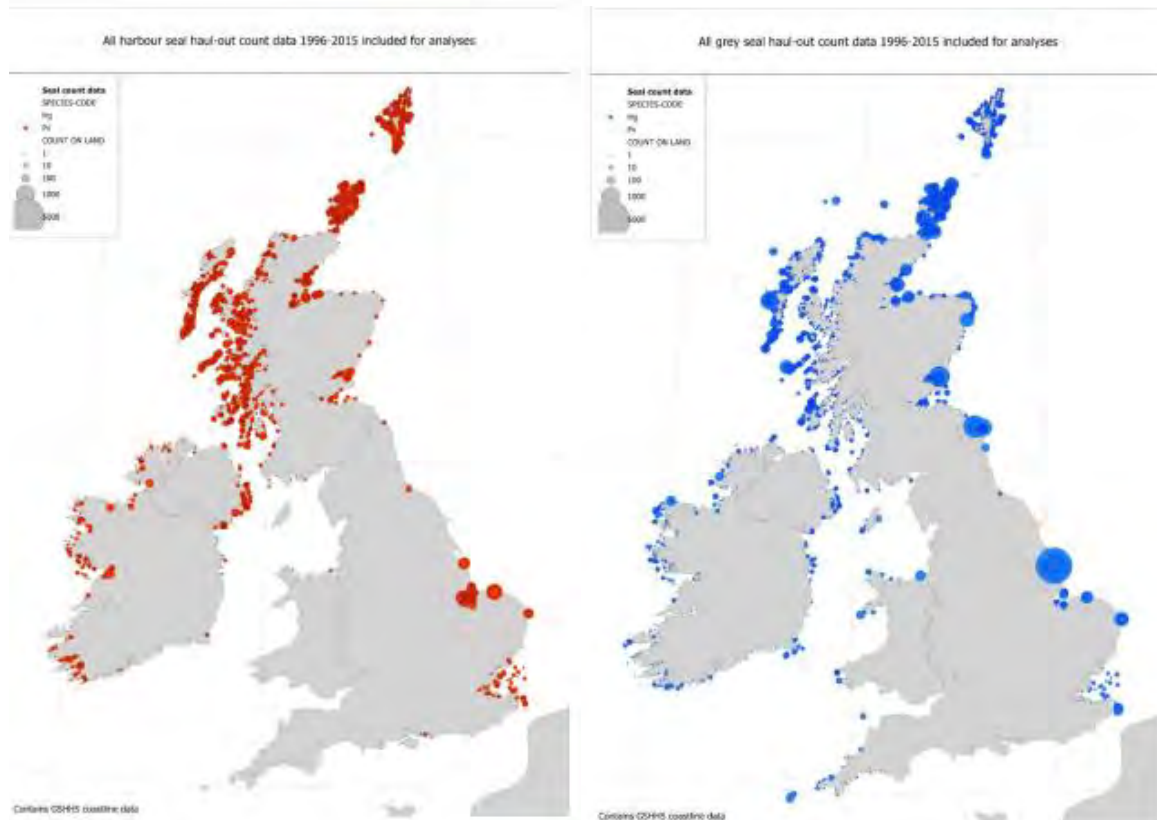 All harbour seal haul-out count data 1996-2015 included for analyses
Seal count data
SPECIES-CODE
Hg
Pv
COUNT ON LAND
1
10
100
1000
5000
Contains GSHHS coastline data
All grey seal haul-out count data 1996-2015 included for analyses
Seal count data
SPECIES-CODE
Hg
Pv
COUNT ON LAND
1
10
100
1000
5000
Contains GSHHS coastline data